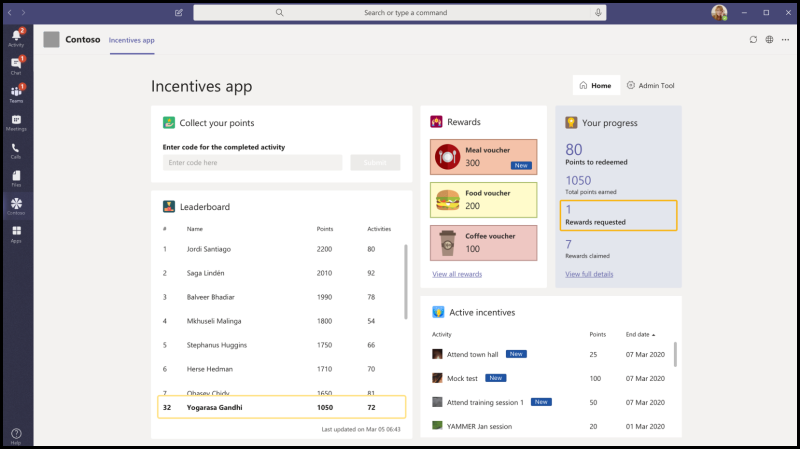 Search or type a command
2
Activity
1
Chat
1
Teams
Meetings
Calls
Files
Contoso
Apps
Help
Contoso
Incentives app
Incentives app
Home
Admin Tool
Collect your points
Enter code for the completed activity
Enter code here
Submit
Leaderboard
# Name Points Activities
1 Jordi Santiago 2200 80
2 Saga Lindén 2010 92
3 Balveer Bhadiar 1990 78
4 Mkhuseli Malinga 1800 54
5 Stephanus Huggins 1750 66
6 Herse Hedman 1710 70
7 Obasey Chidy 1650 81
32 Yogarasa Gandhi 1050 72
Last updated on Mar 05 06:43
Rewards
Meal voucher
300 New
Food voucher
200
Coffee voucher
100
View all rewards
Your progress
80
Points to redeemed
1050
Total points earned
1
Rewards requested
7
Rewards claimed
View full details
Active incentives
Activity Points End date
Attend town hall New 25 07 Mar 2020
Mock test New 100 07 Mar 2020
Attend training session 1 New 50 07 Mar 2020
YAMMER Jan session 20 01 Mar 2020